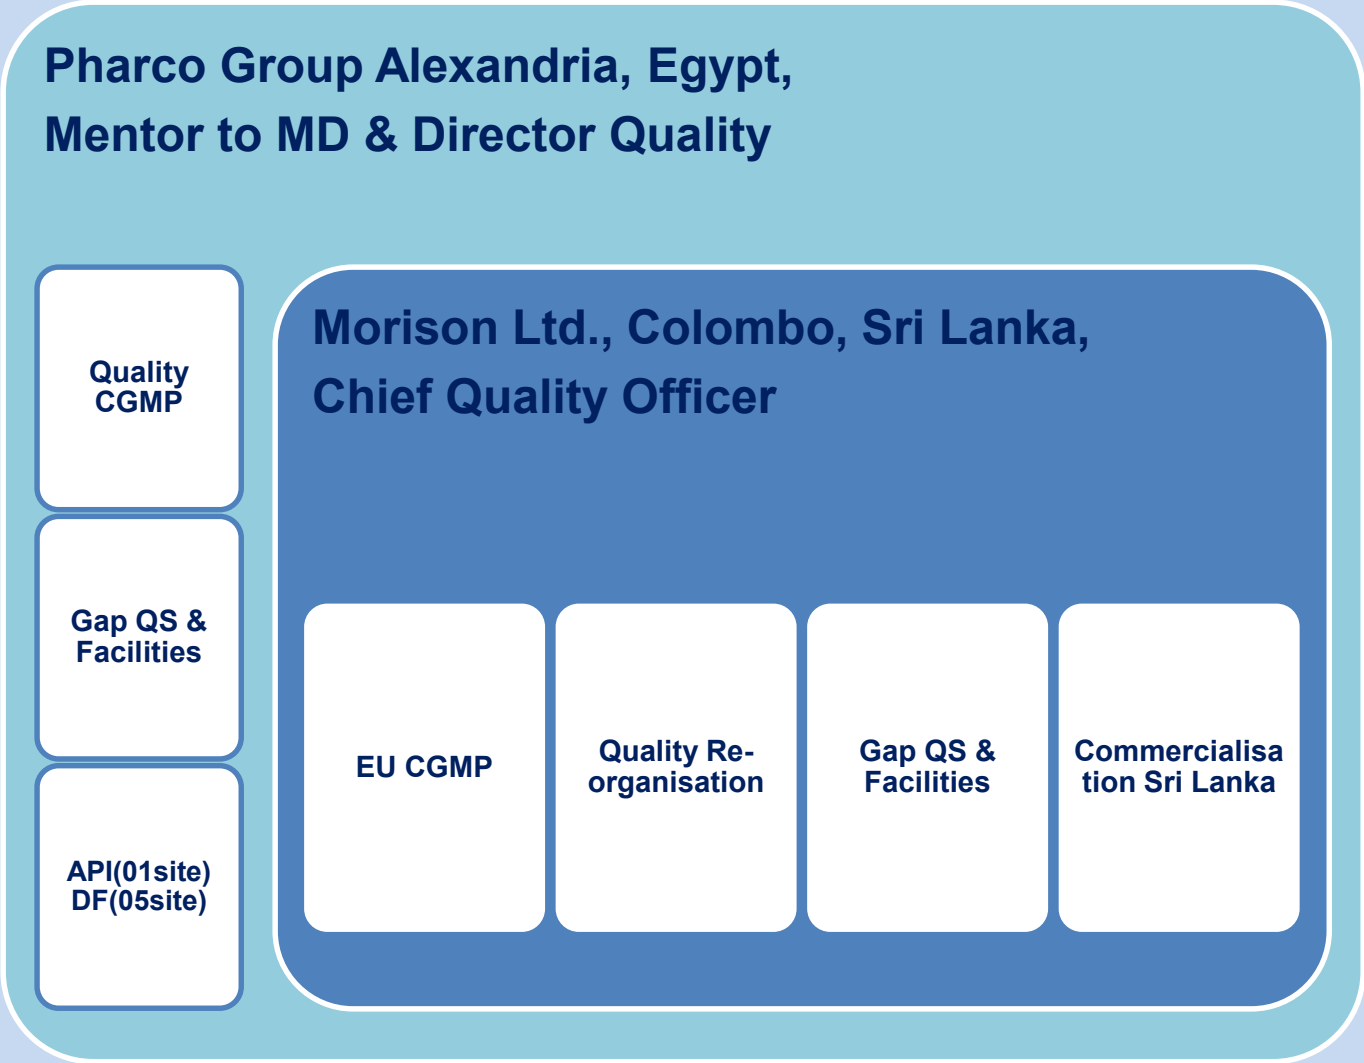 Pharco Group Alexandria, Egypt,
Mentor to MD & Director Quality
Quality
CGMP
Gap QS &
Facilities
API(01site)
DF(05site)
Morison Ltd., Colombo, Sri Lanka,
Chief Quality Officer
EU CGMP
Quality Re-
organisation
Gap QS &
Facilities
Commercialisa
tion Sri Lanka